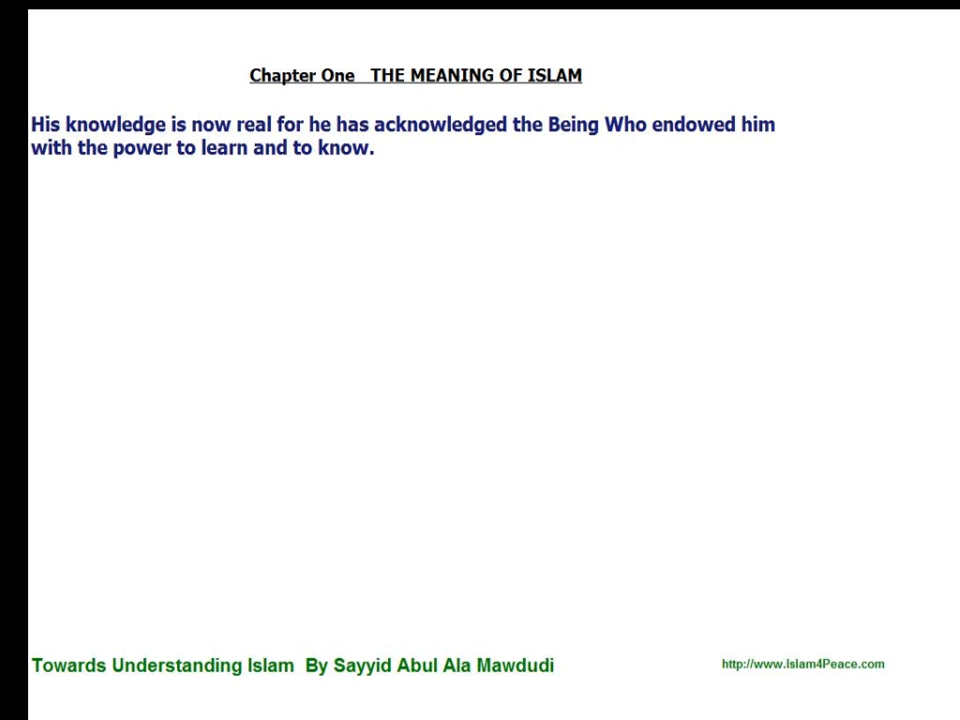 Chapter One   THE MEANING OF ISLAM
His knowledge is now real for he has acknowledged the Being Who endowed him
with the power to learn and to know.
Towards Understanding Islam  By Sayyid Abul Ala Mawdudi
http://www.Islam4Peace.com